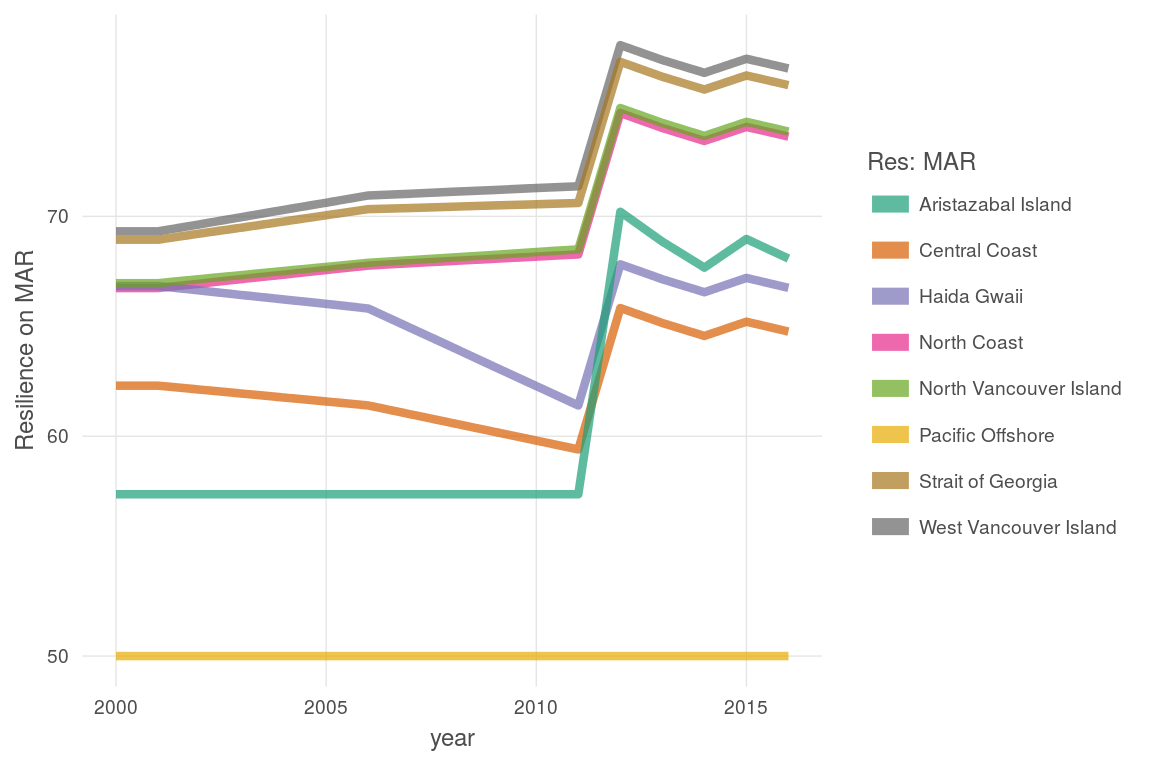 Resilience on MAR
70
60
50
2000
2005
2010
2015
year
Res: MAR
Aristazabal Island
Central Coast
Haida Gwaii
North Coast
North Vancouver Island
Pacific Offshore
Strait of Georgia
West Vancouver Island